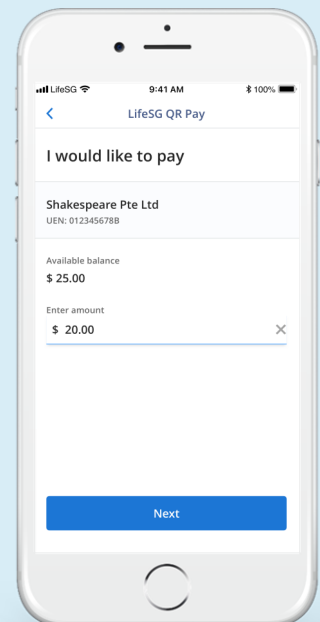 LifeSG 9:41 AM 100%
LifeSG QR Pay
I would like to pay
Shakespeare Pte Ltd
UEN: 012345678B
Available balance
$ 25.00
Enter amount
$ 20.00
Next